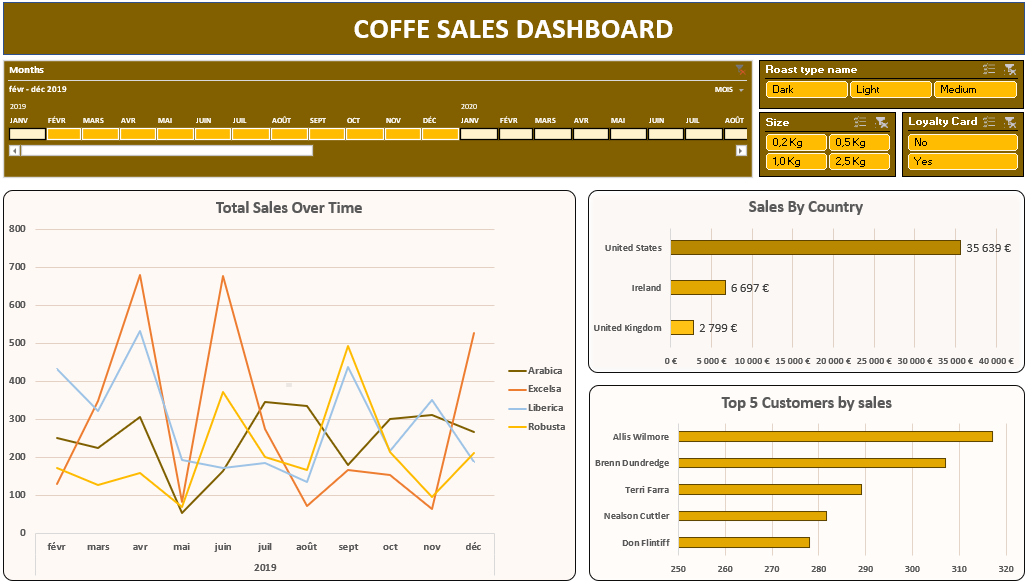 COFFE SALES DASHBOARD
Months
févr - déc 2019
MOIS
2019 2020
JANV FÉVR MARS AVR MAI JUIN JUIL AOÛT SEPT OCT NOV DÉC JANV FÉVR MARS AVR MAI JUIN JUIL AOÛT
Roast type name
Dark Light Medium
Size
0,2 Kg 0,5 Kg
1,0 Kg 2,5 Kg
Loyalty Card
No
Yes
Total Sales Over Time
800
700
600
500
400
300
200
100
0
févr mars avr mai juin juil août sept oct nov déc
2019
Arabica
Excelsa
Liberica
Robusta
Sales By Country
United States 35 639 €
Ireland 6 697 €
United Kingdom 2 799 €
0 € 5 000 € 10 000 € 15 000 € 20 000 € 25 000 € 30 000 € 35 000 € 40 000 €
Top 5 Customers by sales
Allis Wilmore
Brenn Dundredge
Terri Farra
Nealson Cuttler
Don Flintiff
250 260 270 280 290 300 310 320